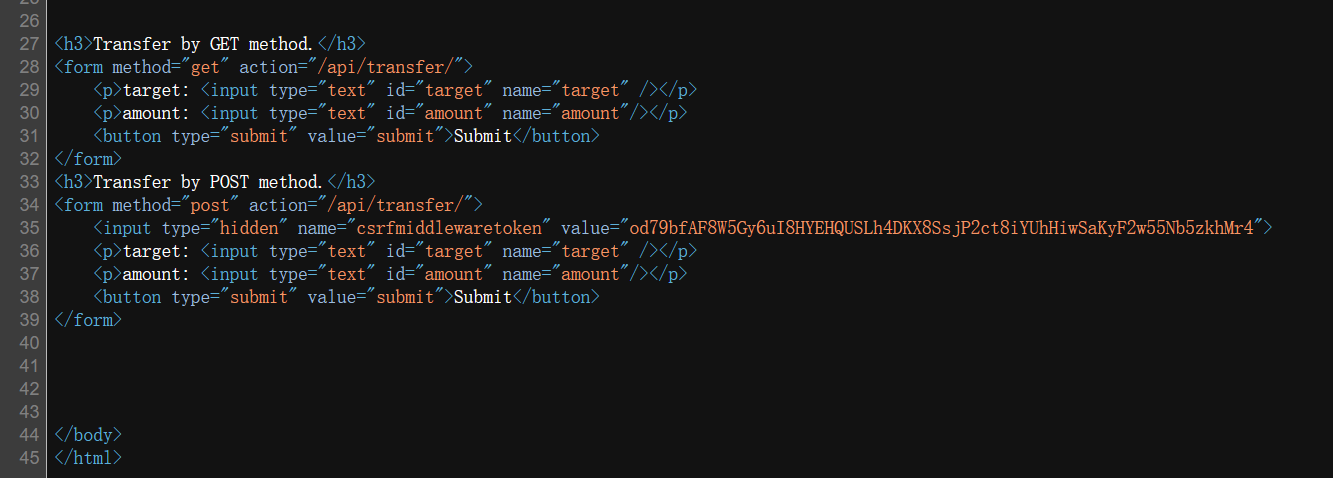 26
27 <h3>Transfer by GET method.</h3>
28 <form method="get" action="/api/transfer/">
29     <p>target: <input type="text" id="target" name="target" /></p>
30     <p>amount: <input type="text" id="amount" name="amount"/></p>
31     <button type="submit" value="submit">Submit</button>
32 </form>
33 <h3>Transfer by POST method.</h3>
34 <form method="post" action="/api/transfer/">
35     <input type="hidden" name="csrfmiddlewaretoken" value="od79bfAF8W5Gy6uI8HYEHQUSLh4DKX8SsjP2ct8iYUhHiwSaKyF2w55Nb5zkhMr4">
36     <p>target: <input type="text" id="target" name="target" /></p>
37     <p>amount: <input type="text" id="amount" name="amount"/></p>
38     <button type="submit" value="submit">Submit</button>
39 </form>
40
41
42
43
44 </body>
45 </html>